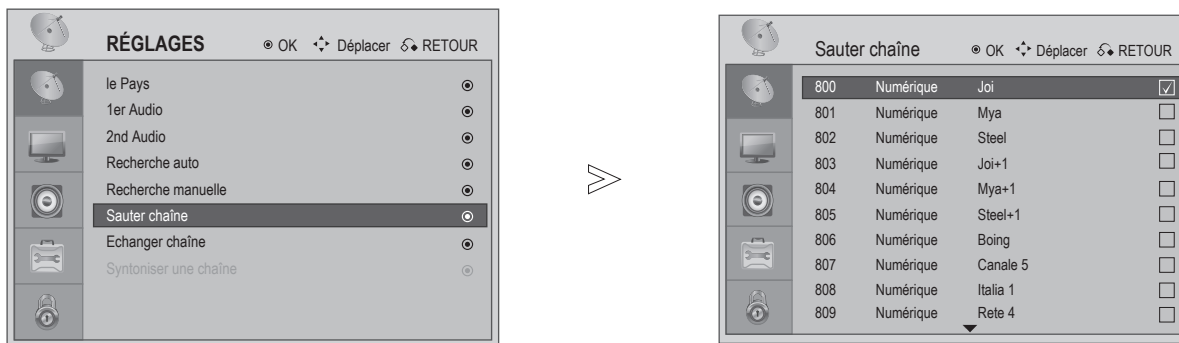 RÉGLAGES OK Déplacer RETOUR
le Pays
1er Audio
2nd Audio
Recherche auto
Recherche manuelle
Sauter chaîne
Echanger chaîne
Syntoniser une chaîne
Sauter chaîne OK Déplacer RETOUR
800 Numérique Joi
801 Numérique Mya
802 Numérique Steel
803 Numérique Joi+1
804 Numérique Mya+1
805 Numérique Steel+1
806 Numérique Boing
807 Numérique Canale 5
808 Numérique Italia 1
809 Numérique Rete 4